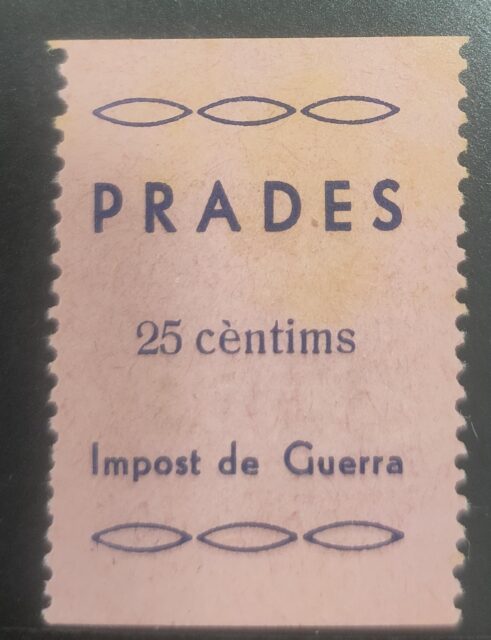 PRADES
25 cèntims
Impost de Guerra